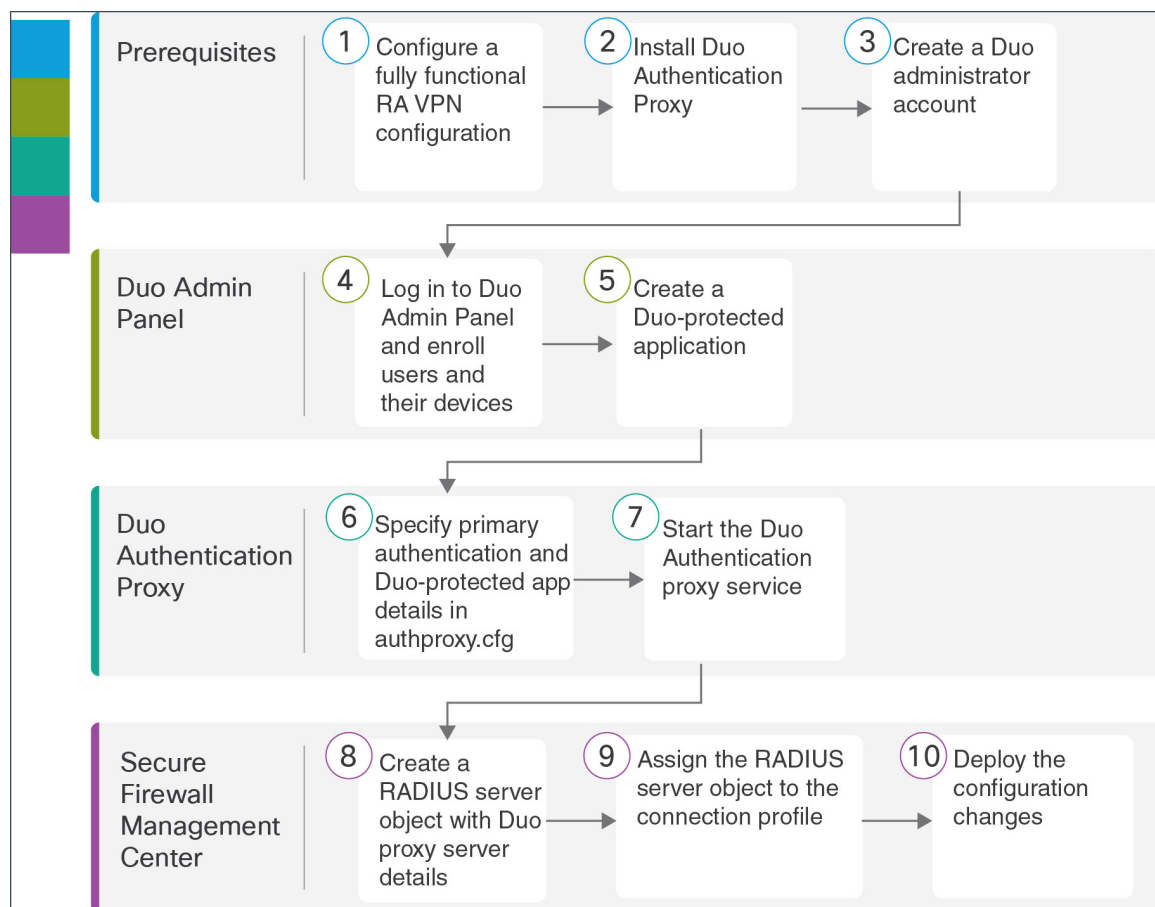 Prerequisites
1
Configure a
fully functional
RA VPN
configuration
2
Install Duo
Authentication
Proxy
3
Create a Duo
administrator
account
Duo Admin
Panel
4
Log in to Duo
Admin Panel
and enroll
users and
their devices
5
Create a
Duo-protected
application
Duo
Authentication
Proxy
6
Specify primary
authentication and
Duo-protected app
details in
authproxy.cfg
7
Start the Duo
Authentication
proxy service
Secure
Firewall
Management
Center
8
Create a
RADIUS server
object with Duo
proxy server
details
9
Assign the RADIUS
server object to the
connection profile
10
Deploy the
configuration
changes